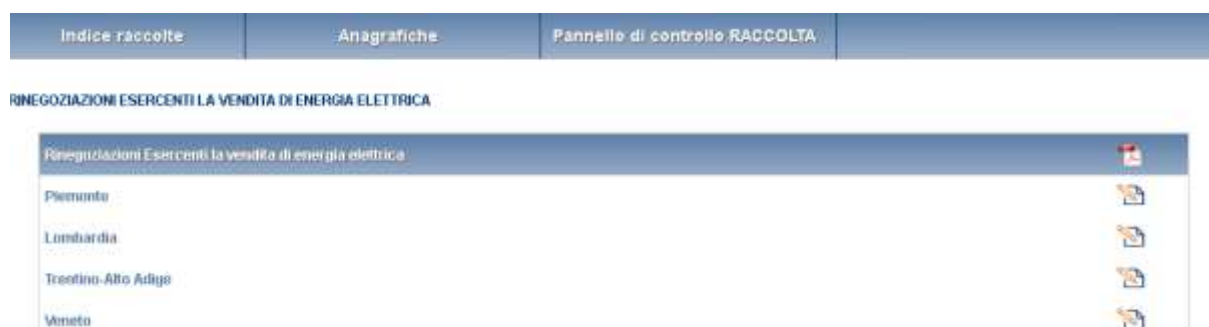 Indice raccolte Anagrafiche Pannello di controllo RACCOLTA
RINEGOZIAZIONI ESERCENTI LA VENDITA DI ENERGIA ELETTRICA
Rinegoziazioni Esercenti la vendita di energia elettrica
Piemonte
Lombardia
Trentino-Alto Adige
Veneto